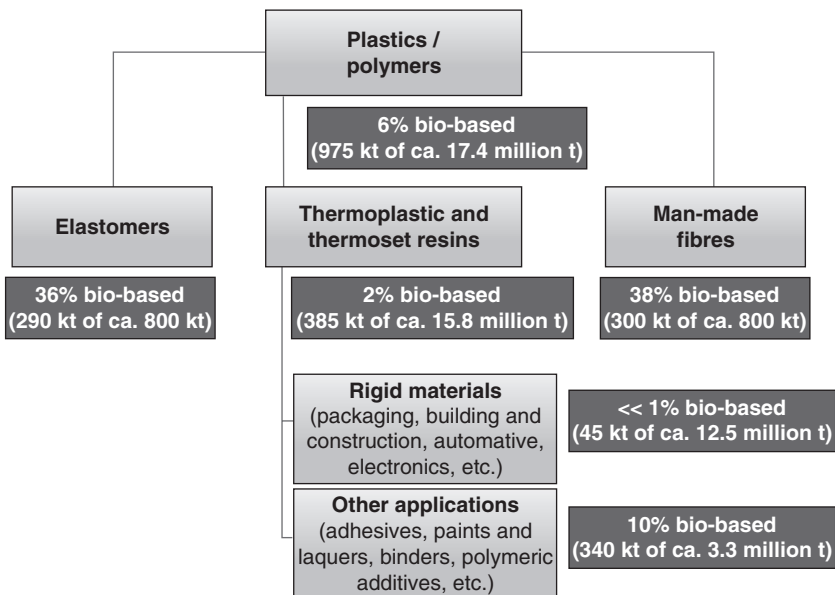 Plastics /
polymers
6% bio-based
(975 kt of ca. 17.4 million t)
Elastomers
36% bio-based
(290 kt of ca. 800 kt)
Thermoplastic and
thermoset resins
2% bio-based
(385 kt of ca. 15.8 million t)
Man-made
fibres
38% bio-based
(300 kt of ca. 800 kt)
Rigid materials
(packaging, building and
construction, automative,
electronics, etc.)
<< 1% bio-based
(45 kt of ca. 12.5 million t)
Other applications
(adhesives, paints and
laquers, binders, polymeric
additives, etc.)
10% bio-based
(340 kt of ca. 3.3 million t)